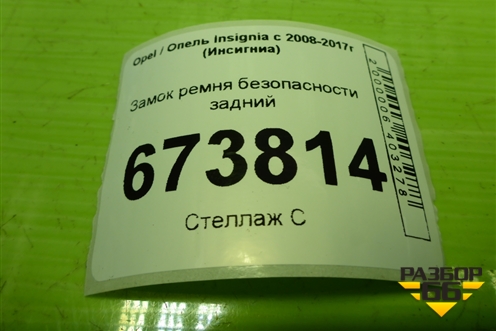 Opel / Опель Insignia с 2008-2017г
(Инсигниа)
Замок ремня безопасности
задний
673814
Стеллаж С
2000006403278
РАЗБОР
66